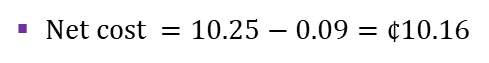 ▪ Net cost = 10.25 − 0.09 = ¢10.16